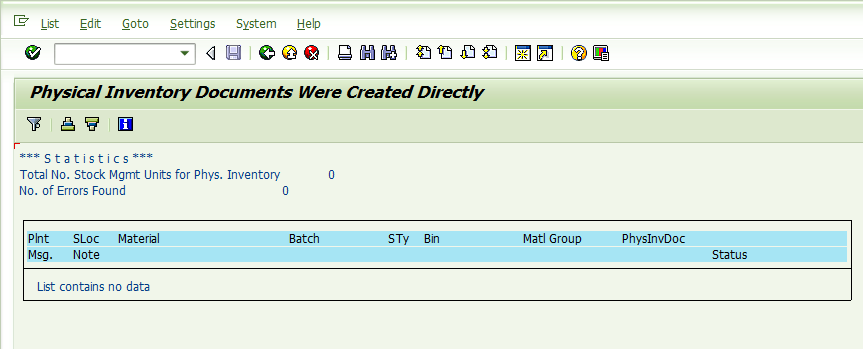 List Edit Goto Settings System Help
Physical Inventory Documents Were Created Directly
*** S t a t i s t i c s ***
Total No. Stock Mgmt Units for Phys. Inventory 0
No. of Errors Found 0
Plnt SLoc Material Batch STy Bin Matl Group PhysInvDoc
Msg. Note Status
List contains no data